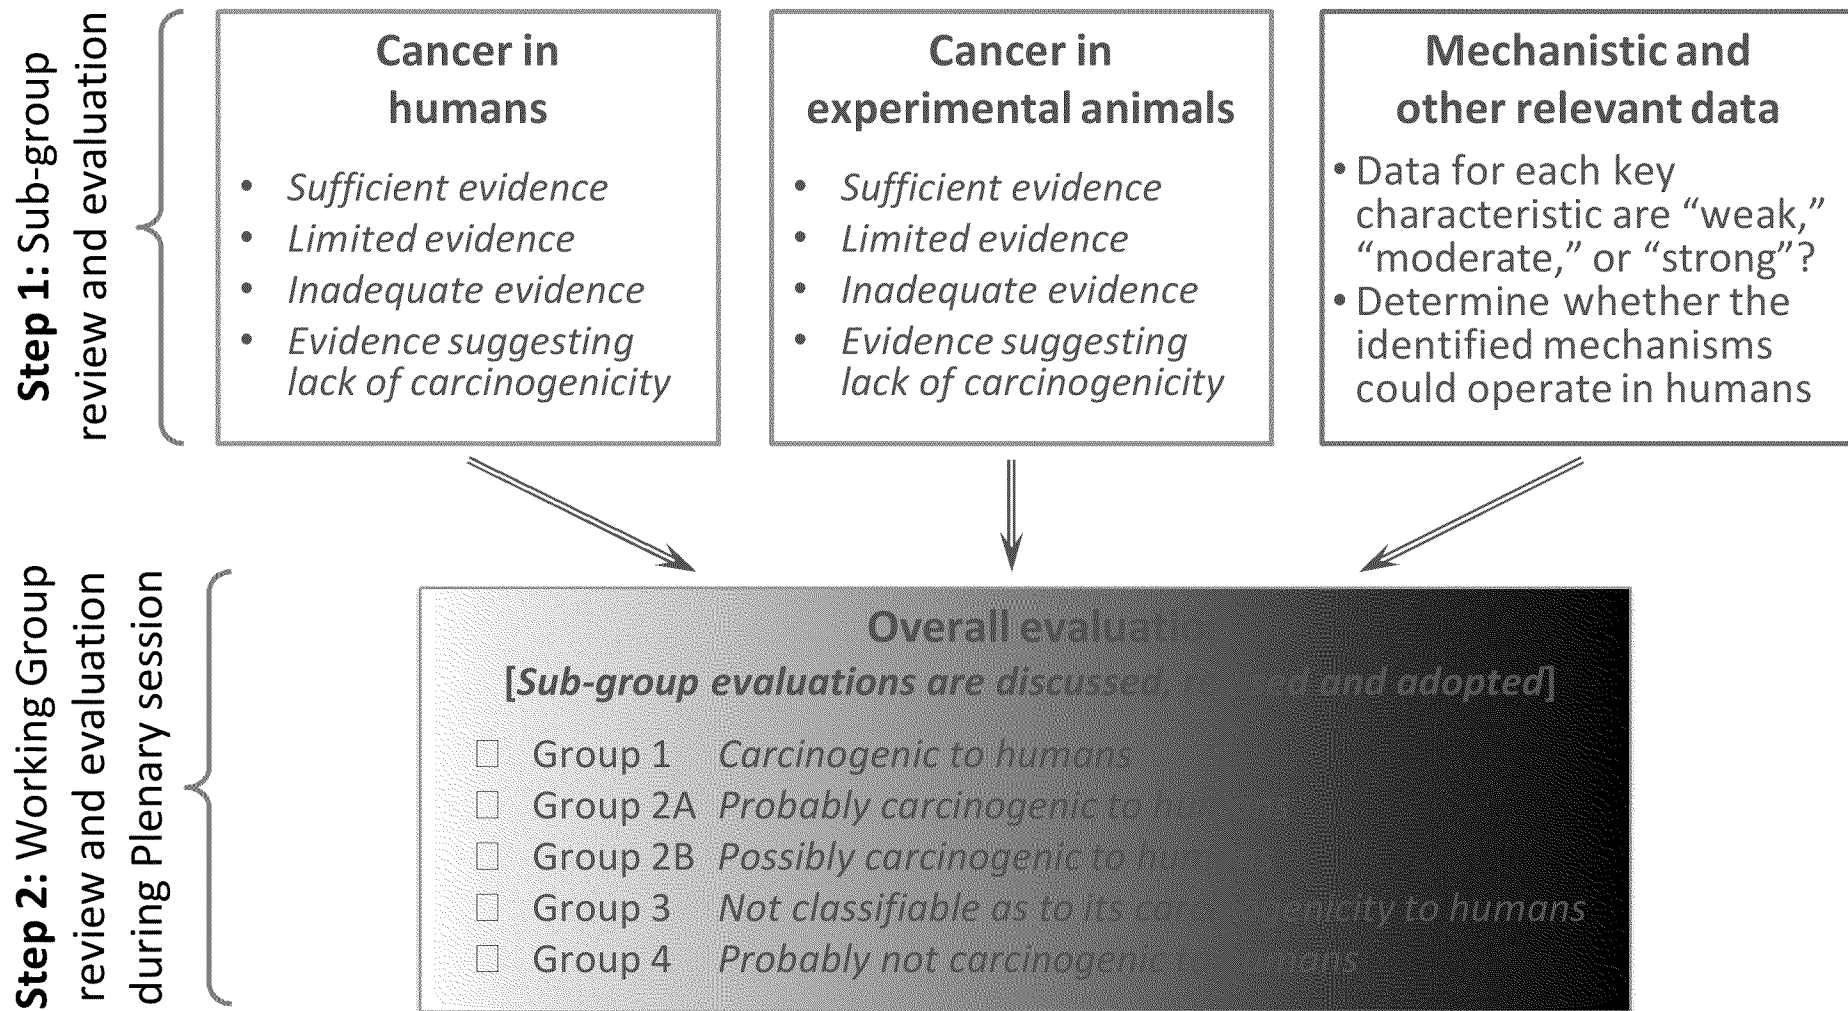 Step 1: Sub-group
review and evaluation
Cancer in
humans
• Sufficient evidence
• Limited evidence
• Inadequate evidence
• Evidence suggesting
lack of carcinogenicity
Cancer in
experimental animals
• Sufficient evidence
• Limited evidence
• Inadequate evidence
• Evidence suggesting
lack of carcinogenicity
Mechanistic and
other relevant data
• Data for each key
characteristic are “weak,”
“moderate,” or “strong”?
• Determine whether the
identified mechanisms
could operate in humans
Step 2: Working Group
review and evaluation
during Plenary session
Overall
[Sub-group evaluations are discussed, and adopted]
Group 1 Carcinogenic to humans
Group 2A Probably carcinogenic to
Group 2B Possibly carcinogenic to
Group 3 Not classifiable as to its to humans
Group 4 Probably not carcinogenic